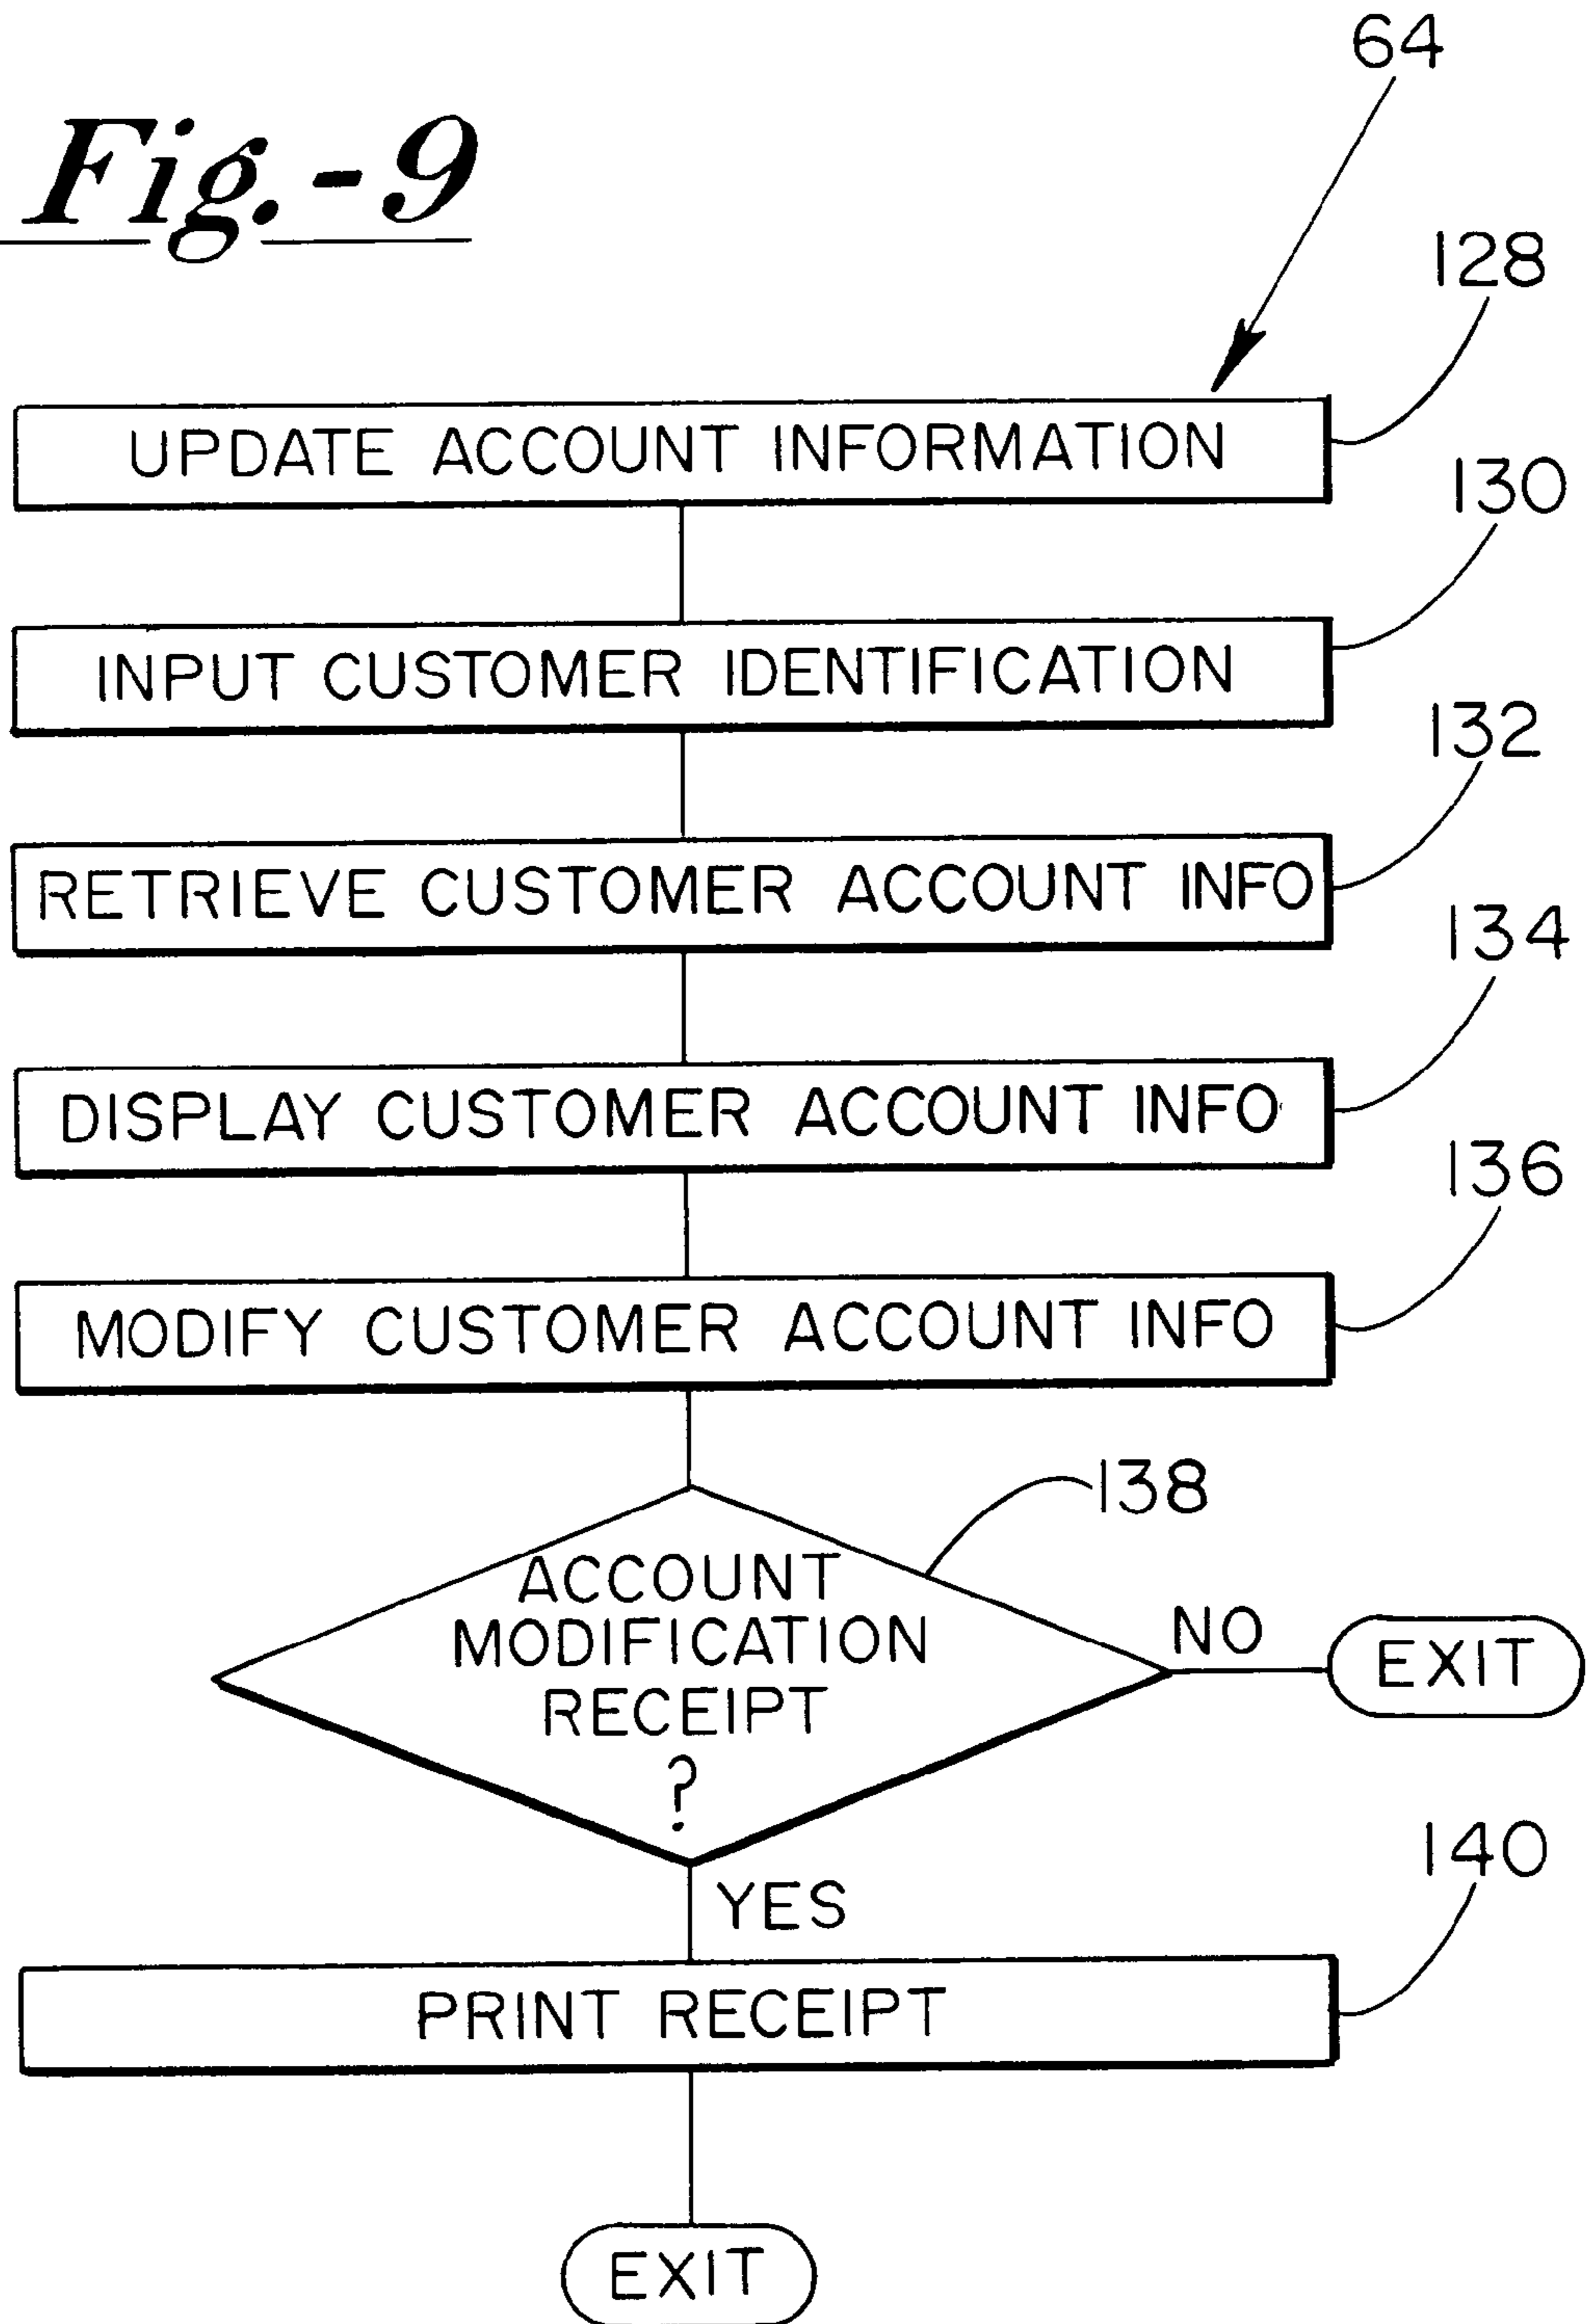 64
Fig.-9
128
UPDATE ACCOUNT INFORMATION
130
INPUT CUSTOMER IDENTIFICATION
132
RETRIEVE CUSTOMER ACCOUNT INFO
134
DISPLAY CUSTOMER ACCOUNT INFO
136
MODIFY CUSTOMER ACCOUNT INFO
138
ACCOUNT
MODIFICATION
RECEIPT
?
NO
EXIT
YES
140
PRINT RECEIPT
EXIT